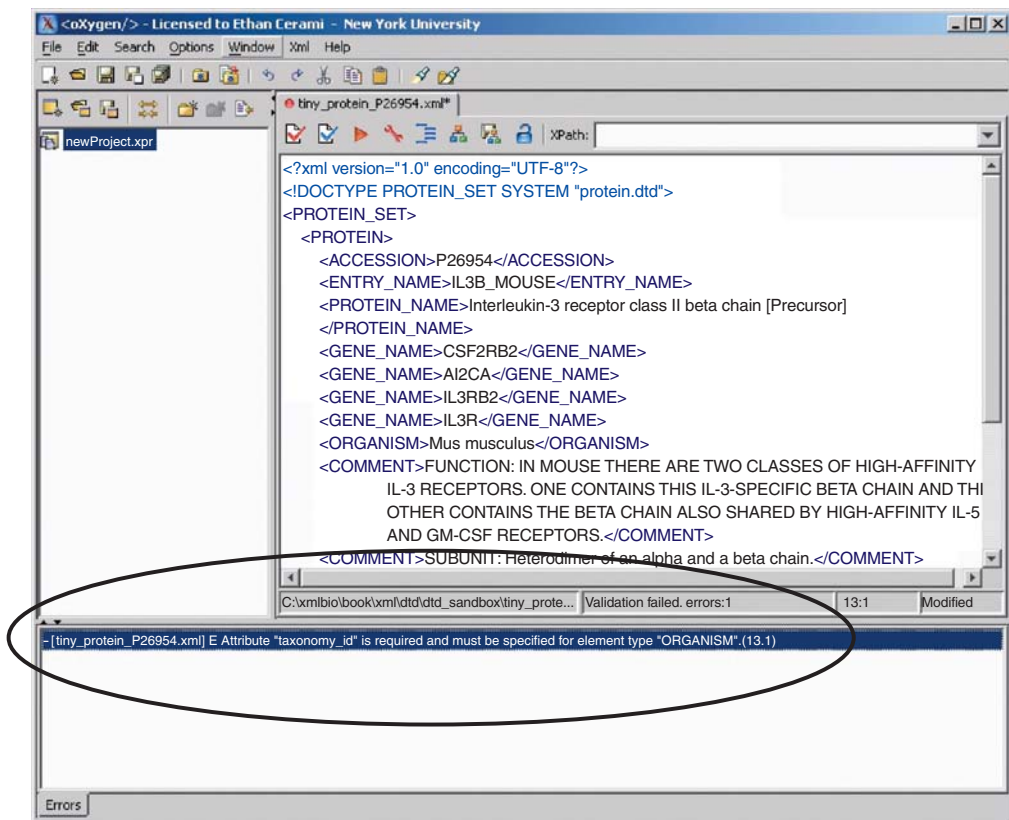 <oXygen/> - Licensed to Ethan Cerami - New York University
File Edit Search Options Window Xml Help
newProject.xpr
tiny_protein_P26954.xml*
XPath:
<?xml version="1.0" encoding="UTF-8"?>
<!DOCTYPE PROTEIN_SET SYSTEM "protein.dtd">
<PROTEIN_SET>
<PROTEIN>
<ACCESSION>P26954</ACCESSION>
<ENTRY_NAME>IL3B_MOUSE</ENTRY_NAME>
<PROTEIN_NAME>Interleukin-3 receptor class II beta chain [Precursor]
</PROTEIN_NAME>
<GENE_NAME>CSF2RB2</GENE_NAME>
<GENE_NAME>AI2CA</GENE_NAME>
<GENE_NAME>IL3RB2</GENE_NAME>
<GENE_NAME>IL3R</GENE_NAME>
<ORGANISM>Mus musculus</ORGANISM>
<COMMENT>FUNCTION: IN MOUSE THERE ARE TWO CLASSES OF HIGH-AFFINITY
IL-3 RECEPTORS. ONE CONTAINS THIS IL-3-SPECIFIC BETA CHAIN AND TH
OTHER CONTAINS THE BETA CHAIN ALSO SHARED BY HIGH-AFFINITY IL-5
AND GM-CSF RECEPTORS.</COMMENT>
<COMMENT>SUBUNIT: Heterodimer of an alpha and a beta chain.</COMMENT>
C:\xmlbio\book\xml\dtd\dtd_sandbox\tiny_prote... Validation failed. errors:1 13:1 Modified
-[tiny_protein_P26954.xml] E Attribute "taxonomy_id" is required and must be specified for element type "ORGANISM".(13.1)
Errors